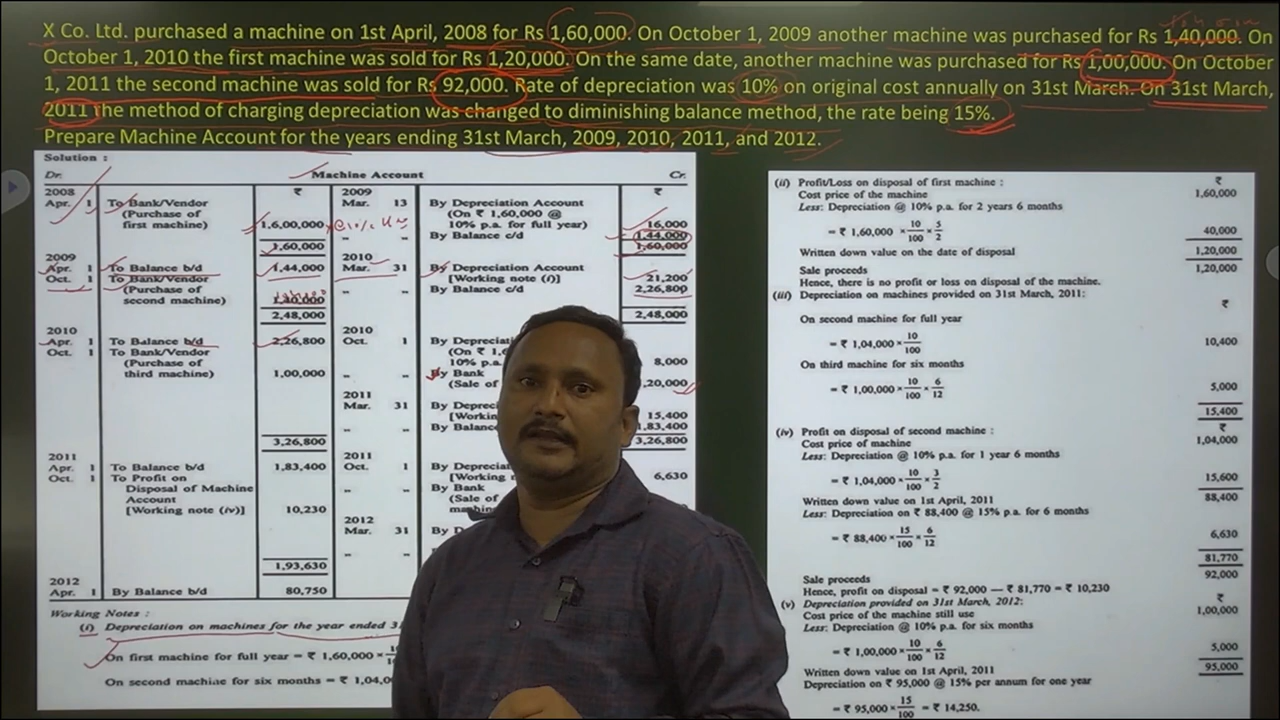 X Co. Ltd. purchased a machine on 1st April, 2008 for Rs 1,60,000. On October 1, 2009 another machine was purchased for Rs 1,40,000. On
October 1, 2010 the first machine was sold for Rs 1,20,000. On the same date, another machine was purchased for Rs 1,00,000. On October
1, 2011 the second machine was sold for Rs 92,000. Rate of depreciation was 10% on original cost annually on 31st March. On 31st March,
2011 the method of charging depreciation was changed to diminishing balance method, the rate being 15%.
Prepare Machine Account for the years ending 31st March, 2009, 2010, 2011, and 2012.
Solution :
Dr. Machine Account Cr.
2008 ₹ 2009 ₹
Apr. 1 To Bank/Vendor Mar. 13 By Depreciation Account
(Purchase of (On ₹ 1,60,000 @
first machine) 1,6,00,000 10% p.a. for full year) 16,000
" " By Balance c/d 1,44,000
1,60,000 1,60,000
2009 2010
Apr. 1 To Balance b/d 1,44,000 Mar. 31 By Depreciation Account 21,200
Oct. 1 To Bank/Vendor [Working note (i)]
(Purchase of " " By Balance c/d 2,26,800
second machine) 1,40,000
2,48,000 2,48,000
2010 2010
Apr. 1 To Balance b/d 2,26,800 Oct. 1 By
Oct. 1 To Bank/Vendor (On ₹
(Purchase of 10% p.a. 8,000
third machine) 1,00,000 " " By Bank
(Sale of ,20,000
2011
Mar. 31 By
[Work 15,400
" " By 1,83,400
3,26,800 3,26,800
2011 2011
Apr. 1 To Balance b/d 1,83,400 Oct. 1 By
Oct. 1 To Profit on [Working 6,630
Disposal of Machine " " By Bank
Account (Sale of
[Working note (iv)] 10,230
2012
Mar. 31 By
" "
1,93,630
2012
Apr. 1 By Balance b/d 80,750
Working Notes :
(i) Depreciation on machines for the year ended
On first machine for full year = ₹ 1,60,000 ×
On second machine for six months = ₹ 1,04,0
(ii) Profit/Loss on disposal of first machine : ₹
Cost price of the machine 1,60,000
Less: Depreciation @ 10% p.a. for 2 years 6 months
= ₹ 1,60,000 × 10/100 × 5/2 40,000
Written down value on the date of disposal 1,20,000
Sale proceeds 1,20,000
Hence, there is no profit or loss on disposal of the machine.
(iii) Depreciation on machines provided on 31st March, 2011: ₹
On second machine for full year
= ₹ 1,04,000 × 10/100 10,400
On third machine for six months
= ₹ 1,00,000 × 10/100 × 6/12 5,000
15,400
(iv) Profit on disposal of second machine : ₹
Cost price of machine 1,04,000
Less: Depreciation @ 10% p.a. for 1 year 6 months
= ₹ 1,04,000 × 10/100 × 3/2 15,600
Written down value on 1st April, 2011 88,400
Less: Depreciation on ₹ 88,400 @ 15% p.a. for 6 months
= ₹ 88,400 × 15/100 × 6/12 6,630
81,770
Sale proceeds 92,000
Hence, profit on disposal = ₹ 92,000 — ₹ 81,770 = ₹ 10,230
(v) Depreciation provided on 31st March, 2012: ₹
Cost price of the machine still use 1,00,000
Less: Depreciation @ 10% p.a. for six months
= ₹ 1,00,000 × 10/100 × 6/12 5,000
Written down value on 1st April, 2011 95,000
Depreciation on ₹ 95,000 @ 15% per annum for one year
= ₹ 95,000 × 15/100 = ₹ 14,250.